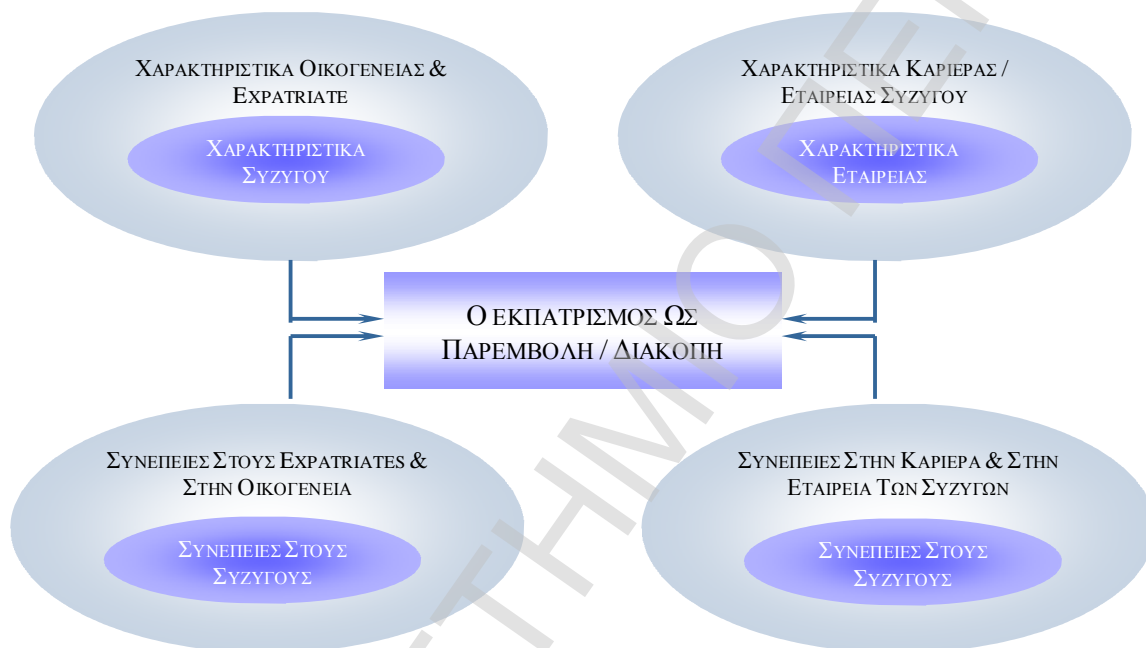 ΧΑΡΑΚΤΗΡΙΣΤΙΚΑ ΟΙΚΟΓΕΝΕΙΑΣ &
EXPATRIATE
ΧΑΡΑΚΤΗΡΙΣΤΙΚΑ
ΣΥΖΥΓΟΥ
ΧΑΡΑΚΤΗΡΙΣΤΙΚΑ ΚΑΡΙΕΡΑΣ /
ΕΤΑΙΡΕΙΑΣ ΣΥΖΥΓΟΥ
ΧΑΡΑΚΤΗΡΙΣΤΙΚΑ
ΕΤΑΙΡΕΙΑΣ
Ο ΕΚΠΑΤΡΙΣΜΟΣ ΩΣ
ΠΑΡΕΜΒΟΛΗ / ΔΙΑΚΟΠΗ
ΣΥΝΕΠΕΙΕΣ ΣΤΟΥΣ EXPATRIATES &
ΣΤΗΝ ΟΙΚΟΓΕΝΕΙΑ
ΣΥΝΕΠΕΙΕΣ ΣΤΟΥΣ
ΣΥΖΥΓΟΥΣ
ΣΥΝΕΠΕΙΕΣ ΣΤΗΝ ΚΑΡΙΕΡΑ & ΣΤΗΝ
ΕΤΑΙΡΕΙΑ ΤΩΝ ΣΥΖΥΓΩΝ
ΣΥΝΕΠΕΙΕΣ ΣΤΟΥΣ
ΣΥΖΥΓΟΥΣ